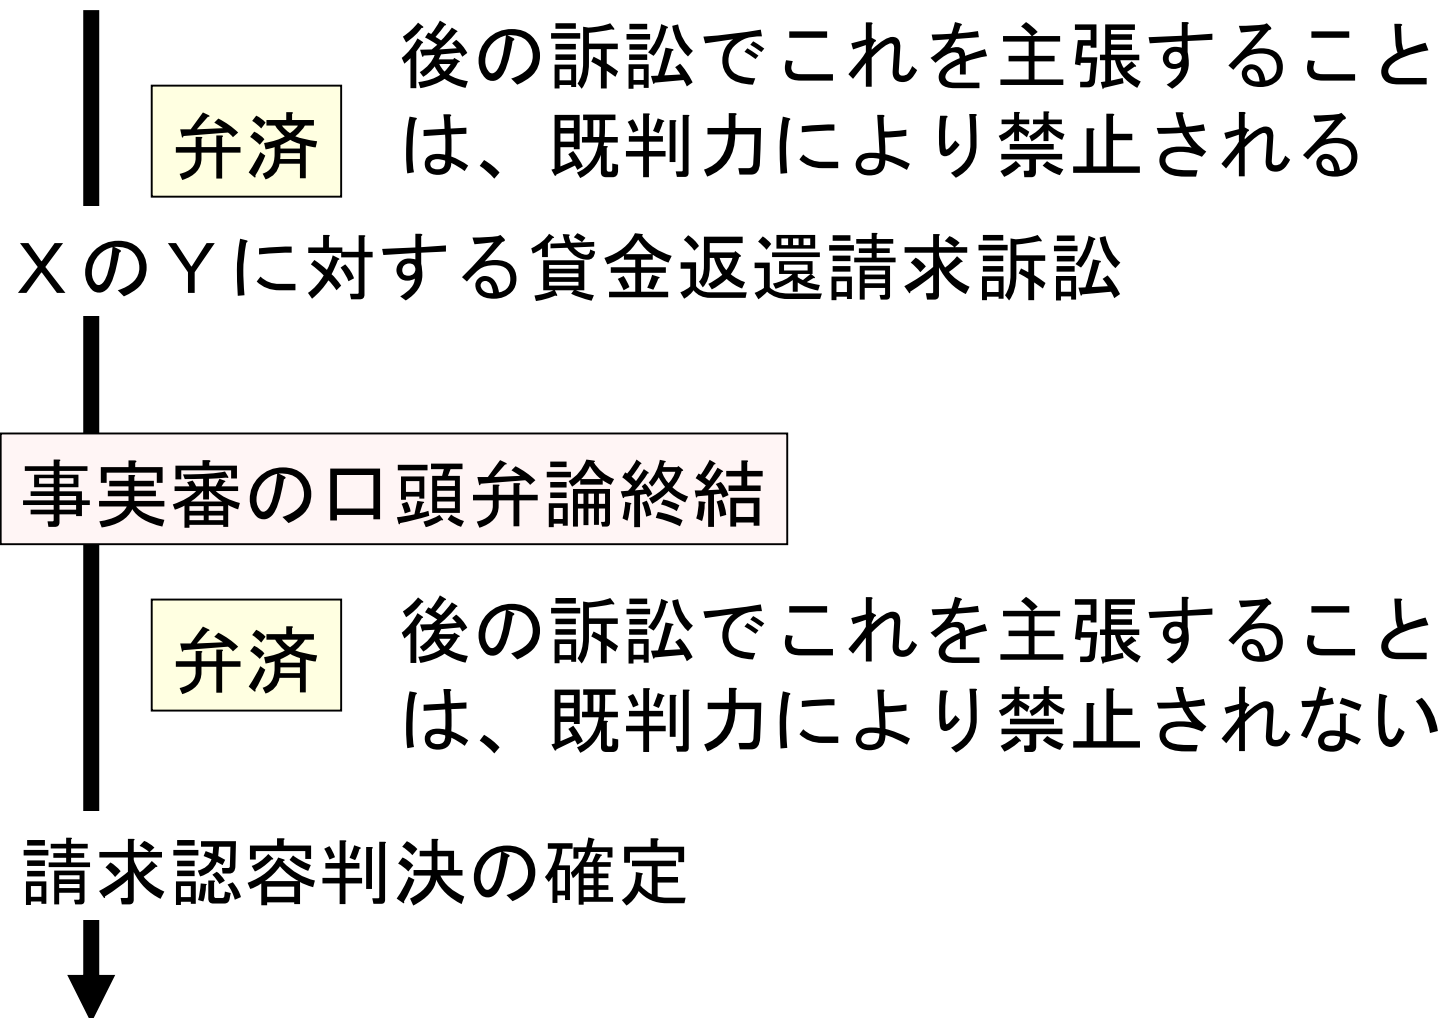 後の訴訟でこれを主張すること
は、既判力により禁止される
弁済
ＸのＹに対する貸金返還請求訴訟
事実審の口頭弁論終結
後の訴訟でこれを主張すること
は、既判力により禁止されない
弁済
請求認容判決の確定